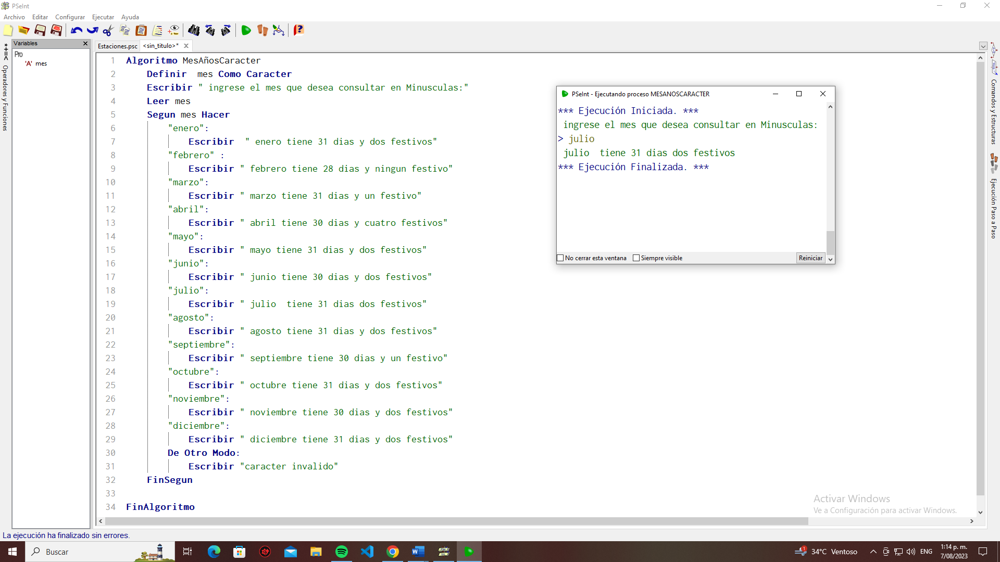 PSeInt
Archivo Editar Configurar Ejecutar Ayuda
Variables
Pro
'A' mes
*+=< Operadores y Funciones
Estaciones.psc <sin_titulo>*
1 Algoritmo MesAñosCaracter
2 Definir  mes Como Caracter
3 Escribir " ingrese el mes que desea consultar en Minusculas:"
4 Leer mes
5 Segun mes Hacer
6 "enero":
7 Escribir  " enero tiene 31 dias y dos festivos"
8 "febrero" :
9 Escribir " febrero tiene 28 dias y ningun festivo"
10 "marzo":
11 Escribir " marzo tiene 31 dias y un festivo"
12 "abril":
13 Escribir " abril tiene 30 dias y cuatro festivos"
14 "mayo":
15 Escribir " mayo tiene 31 dias y dos festivos"
16 "junio":
17 Escribir " junio tiene 30 dias y dos festivos"
18 "julio":
19 Escribir " julio  tiene 31 dias dos festivos"
20 "agosto":
21 Escribir " agosto tiene 31 dias y dos festivos"
22 "septiembre":
23 Escribir " septiembre tiene 30 dias y un festivo"
24 "octubre":
25 Escribir " octubre tiene 31 dias y dos festivos"
26 "noviembre":
27 Escribir " noviembre tiene 30 dias y dos festivos"
28 "diciembre":
29 Escribir " diciembre tiene 31 dias y dos festivos"
30 De Otro Modo:
31 Escribir "caracter invalido"
32 FinSegun
33
34 FinAlgoritmo
PSeInt - Ejecutando proceso MESANOSCARACTER
*** Ejecución Iniciada. ***
ingrese el mes que desea consultar en Minusculas:
> julio
julio  tiene 31 dias dos festivos
*** Ejecución Finalizada. ***
No cerrar esta ventana Siempre visible Reiniciar
Comandos y Estructuras
Ejecución Paso a Paso
Activar Windows
Ve a Configuración para activar Windows.
La ejecución ha finalizado sin errores.
Buscar
1 34°C Ventoso ENG
1:14 p. m.
7/08/2023